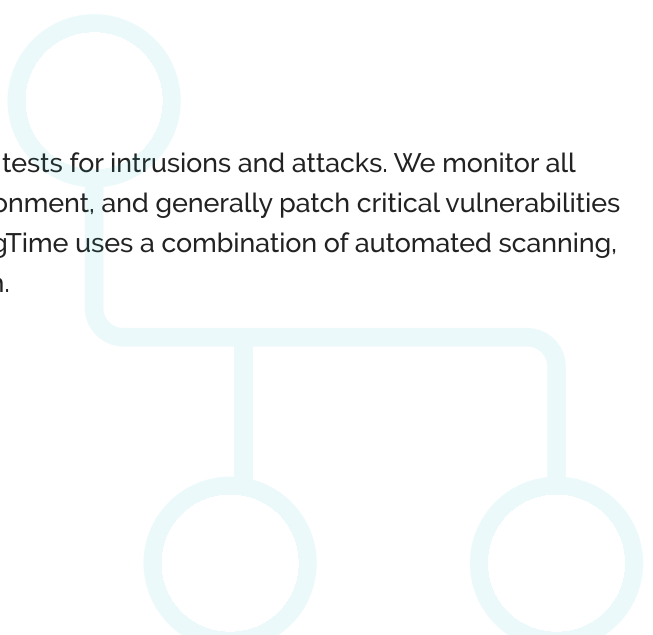 tests for intrusions and attacks. We monitor all
onment, and generally patch critical vulnerabilities
gTime uses a combination of automated scanning,
.